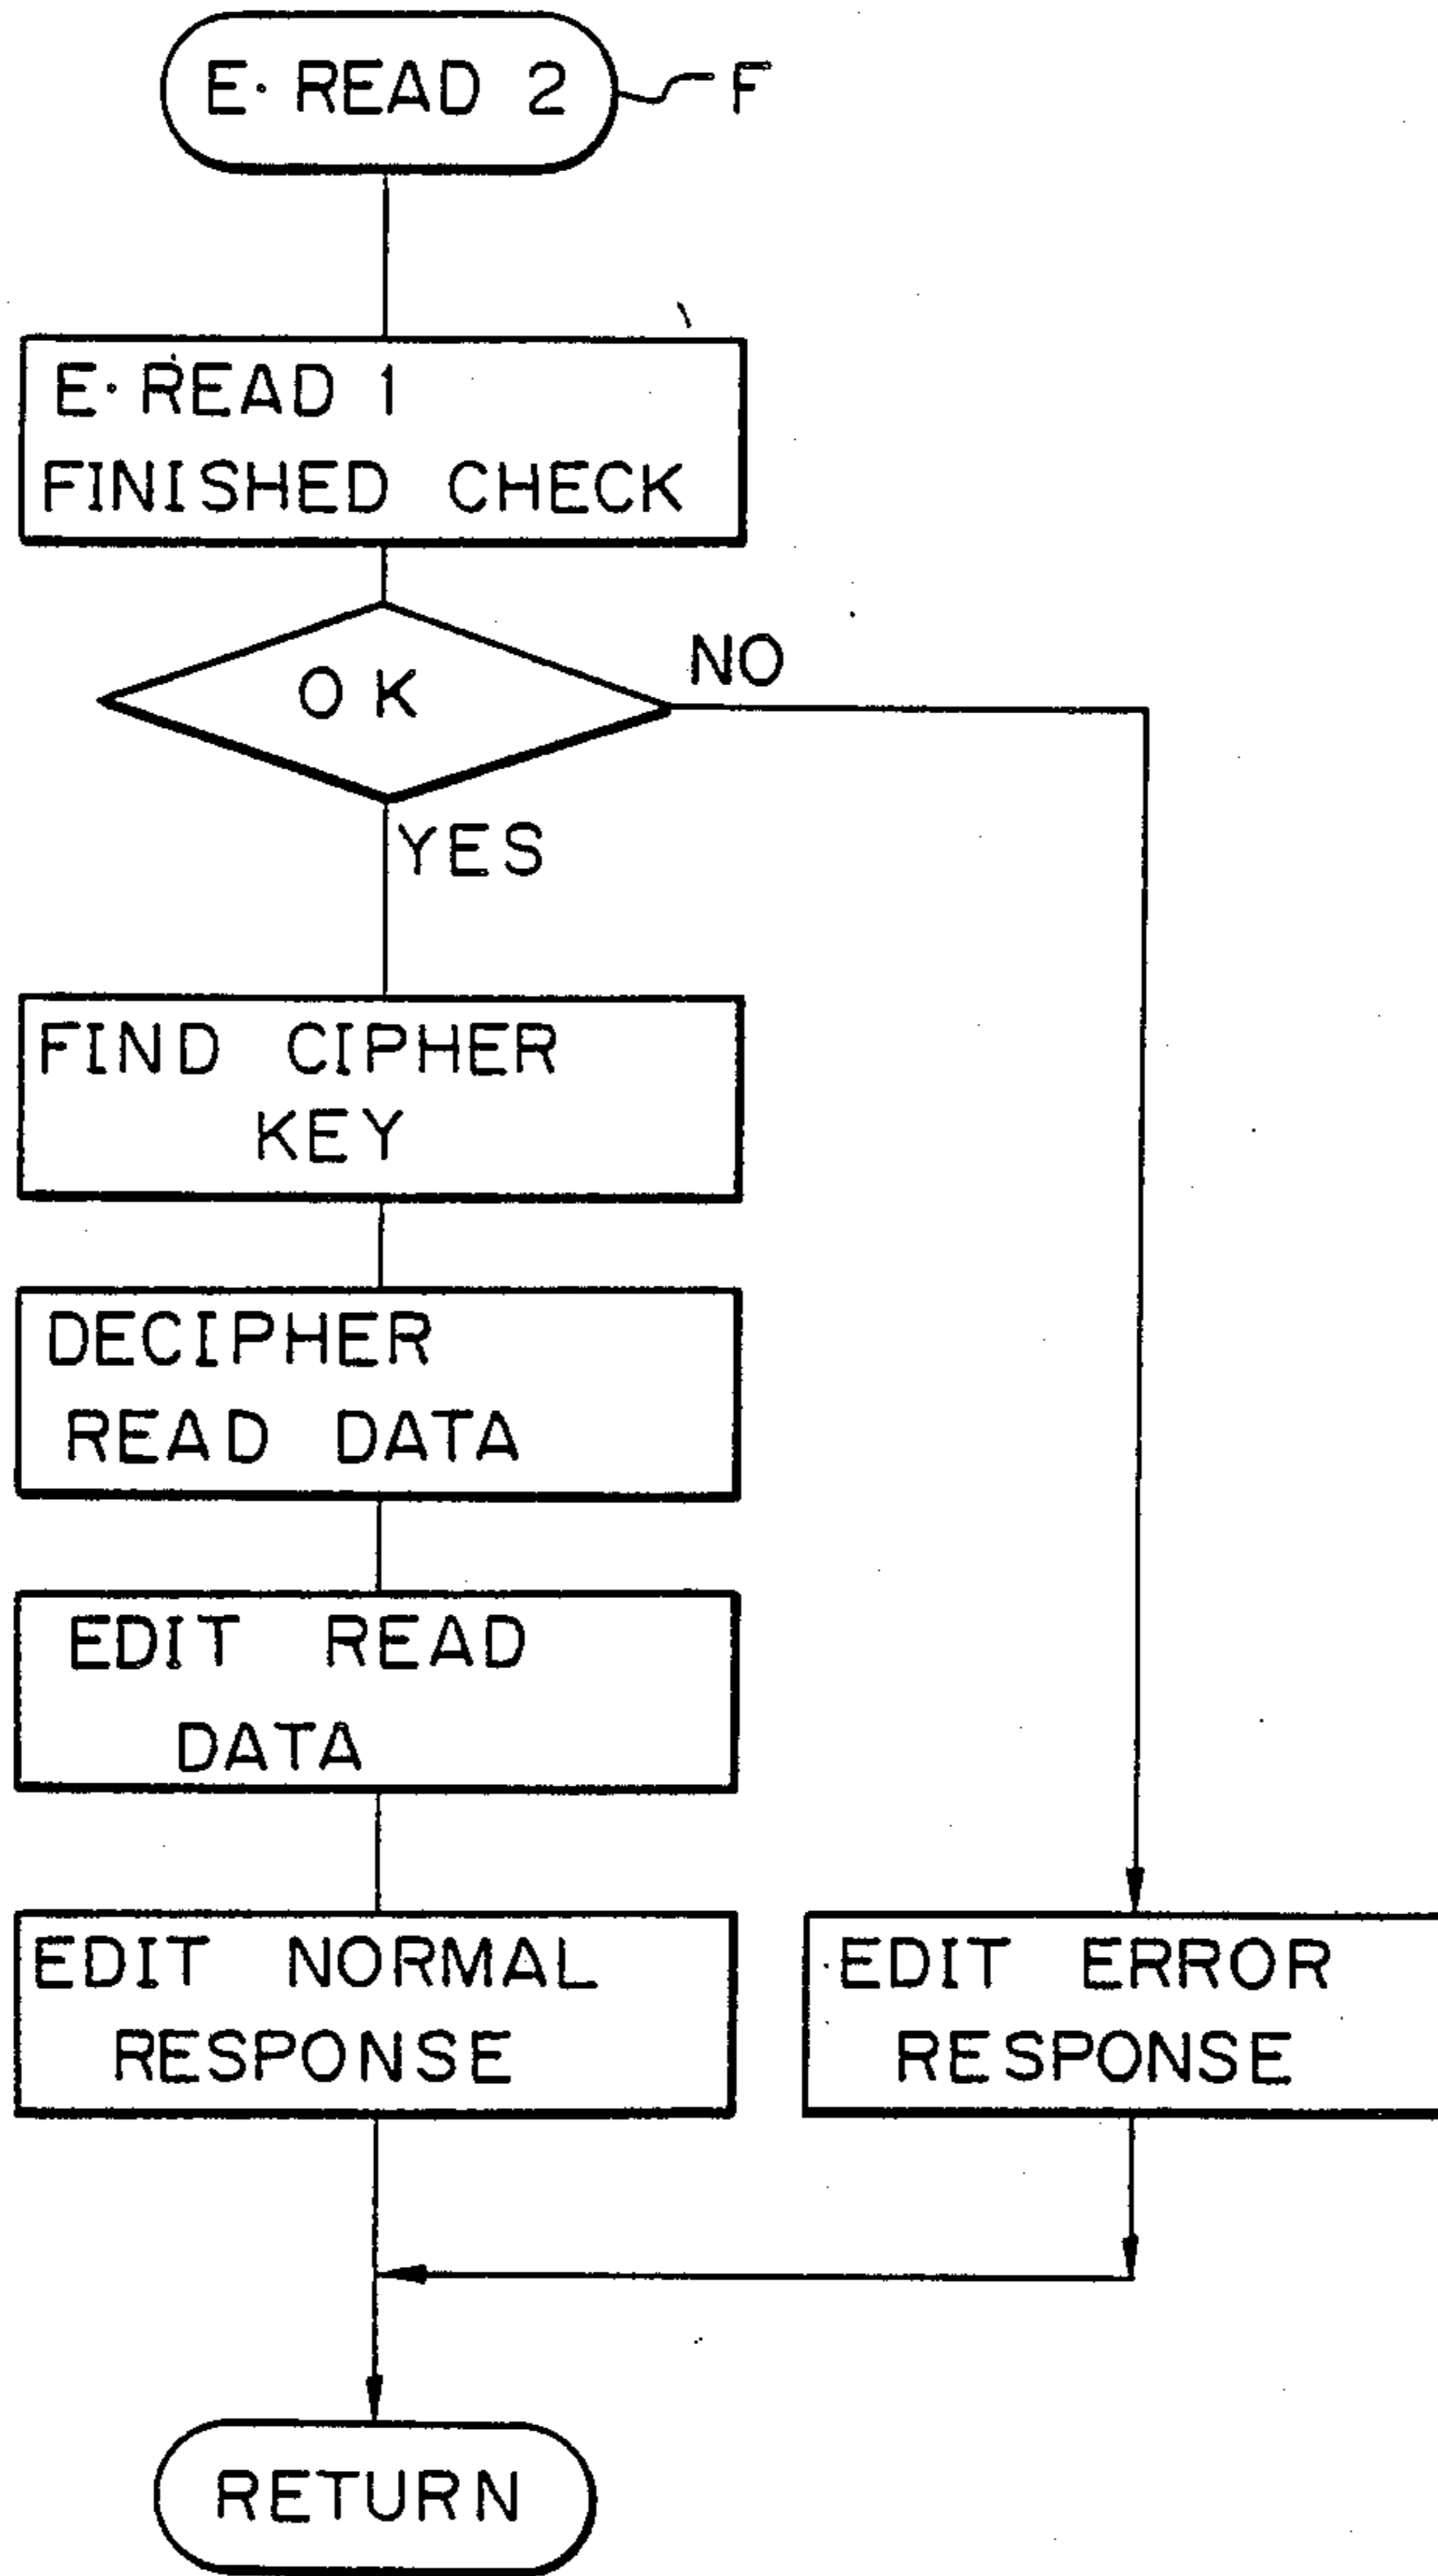 E·READ 2
F
E·READ 1
FINISHED CHECK
OK
NO
YES
FIND CIPHER
KEY
DECIPHER
READ DATA
EDIT READ
DATA
EDIT NORMAL
RESPONSE
EDIT ERROR
RESPONSE
RETURN